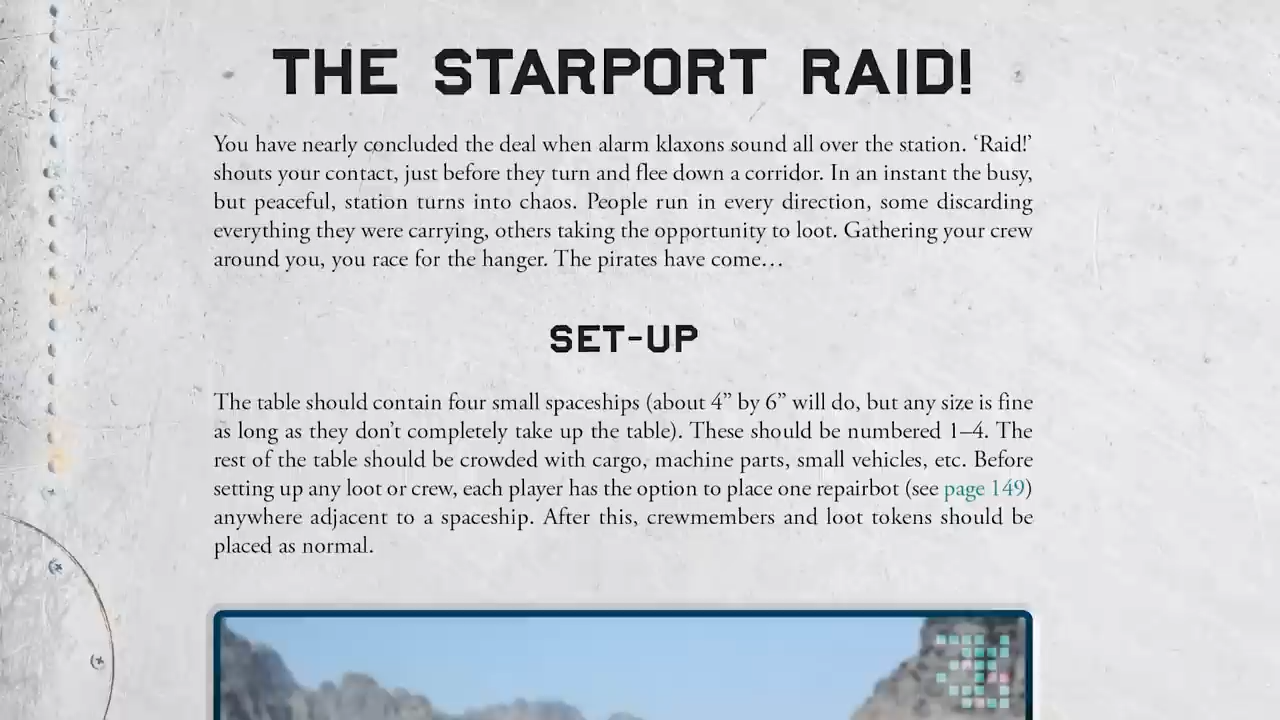 THE STARPORT RAID!
You have nearly concluded the deal when alarm klaxons sound all over the station. ‘Raid!’
shouts your contact, just before they turn and flee down a corridor. In an instant the busy,
but peaceful, station turns into chaos. People run in every direction, some discarding
everything they were carrying, others taking the opportunity to loot. Gathering your crew
around you, you race for the hanger. The pirates have come…
SET-UP
The table should contain four small spaceships (about 4” by 6” will do, but any size is fine
as long as they don’t completely take up the table). These should be numbered 1–4. The
rest of the table should be crowded with cargo, machine parts, small vehicles, etc. Before
setting up any loot or crew, each player has the option to place one repairbot (see page 149)
anywhere adjacent to a spaceship. After this, crewmembers and loot tokens should be
placed as normal.